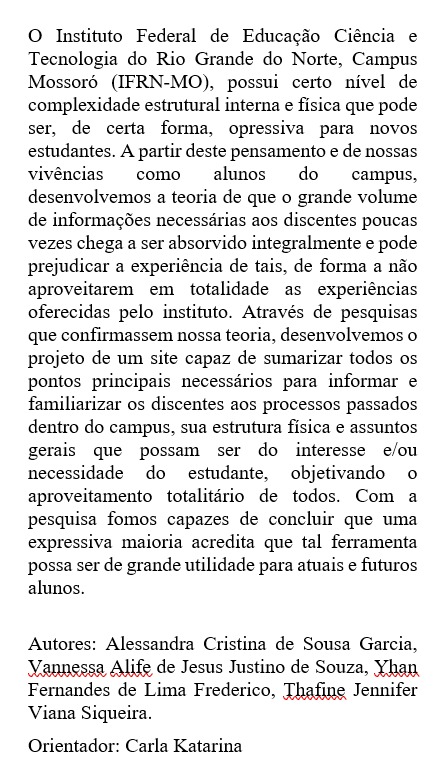 O Instituto Federal de Educação Ciência e
Tecnologia do Rio Grande do Norte, Campus
Mossoró (IFRN-MO), possui certo nível de
complexidade estrutural interna e física que pode
ser, de certa forma, opressiva para novos
estudantes. A partir deste pensamento e de nossas
vivências como alunos do campus,
desenvolvemos a teoria de que o grande volume
de informações necessárias aos discentes poucas
vezes chega a ser absorvido integralmente e pode
prejudicar a experiência de tais, de forma a não
aproveitarem em totalidade as experiências
oferecidas pelo instituto. Através de pesquisas
que confirmassem nossa teoria, desenvolvemos o
projeto de um site capaz de sumarizar todos os
pontos principais necessários para informar e
familiarizar os discentes aos processos passados
dentro do campus, sua estrutura física e assuntos
gerais que possam ser do interesse e/ou
necessidade do estudante, objetivando o
aproveitamento totalitário de todos. Com a
pesquisa fomos capazes de concluir que uma
expressiva maioria acredita que tal ferramenta
possa ser de grande utilidade para atuais e futuros
alunos.
Autores: Alessandra Cristina de Sousa Garcia,
Vannessa Alife de Jesus Justino de Souza, Yhan
Fernandes de Lima Frederico, Thafine Jennifer
Viana Siqueira.
Orientador: Carla Katarina